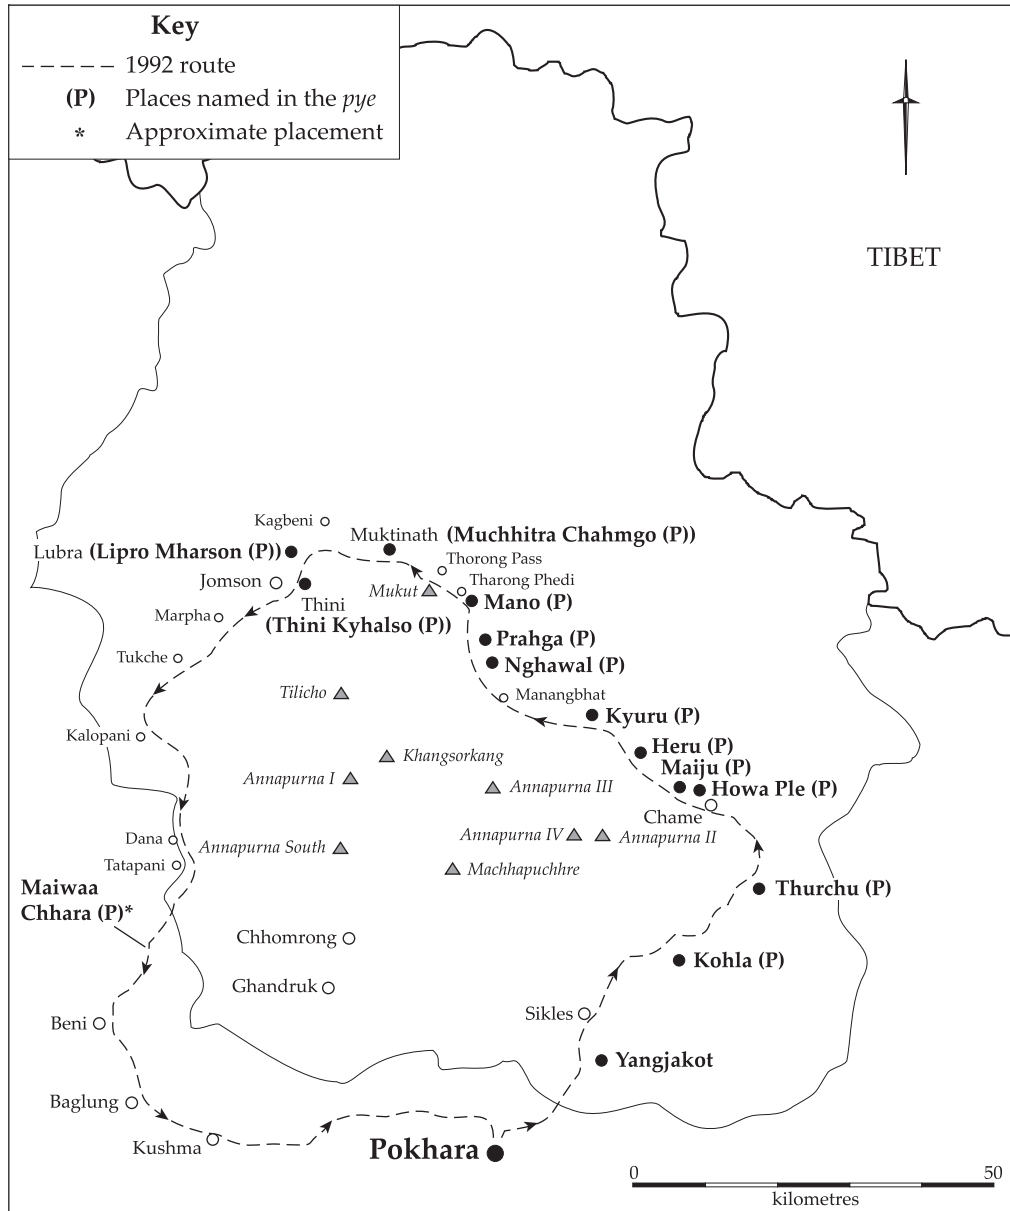 Key
1992 route
(P) Places named in the pye
* Approximate placement
TIBET
Kagbeni
Muktinath (Muchhitra Chahmgo (P))
Lubra (Lipro Mharson (P))
Thorong Pass
Jomson
Mukut
Tharong Phedi
Thini
Mano (P)
Marpha
(Thini Kyhalso (P))
Prahga (P)
Tukche
Nghawal (P)
Tilicho
Manangbhat
Kyuru (P)
Kalopani
Heru (P)
Khangsorkang
Maiju (P)
Annapurna I
Annapurna III
Howa Ple (P)
Chame
Dana
Annapurna South
Annapurna IV
Annapurna II
Tatapani
Machhapuchhre
Maiwaa
Chhara (P)*
Thurchu (P)
Chhomrong
Kohla (P)
Ghandruk
Sikles
Beni
Yangjakot
Baglung
Kushma
Pokhara
0 50
kilometres